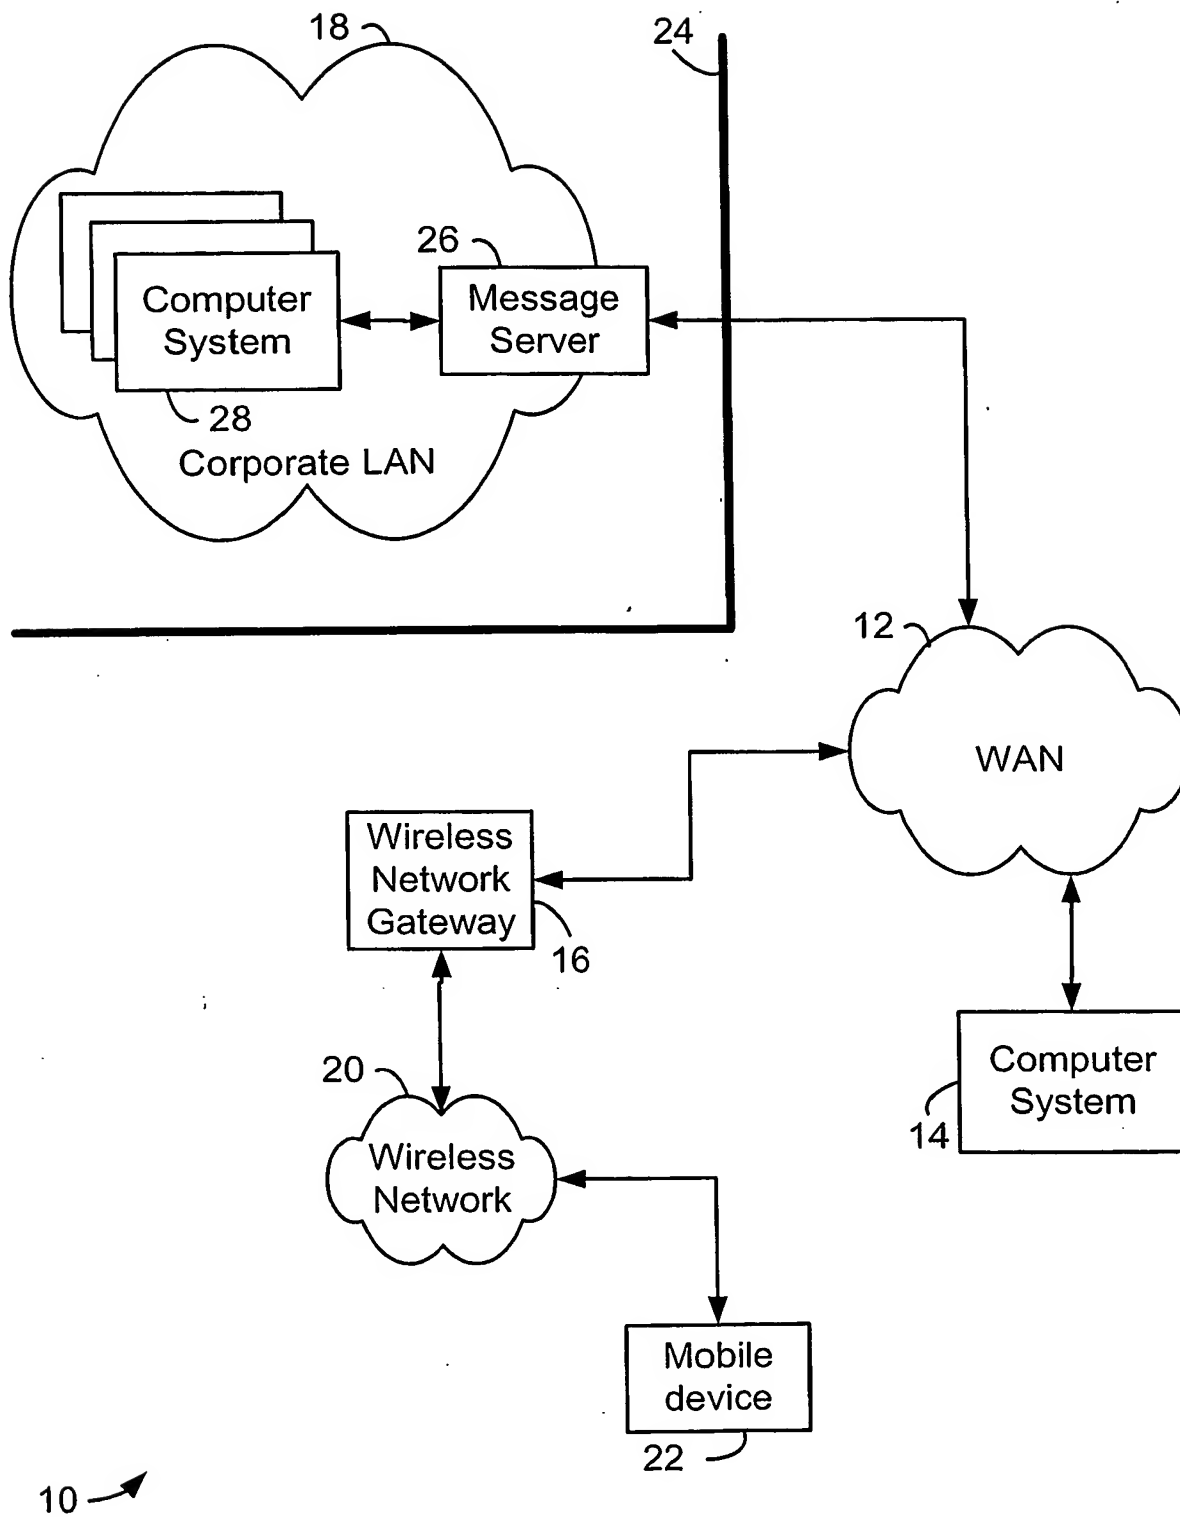 18
24
26
Computer
System
Message
Server
28
Corporate LAN
12
WAN
Wireless
Network
Gateway
16
20
Computer
System
14
Wireless
Network
Mobile
device
22
10